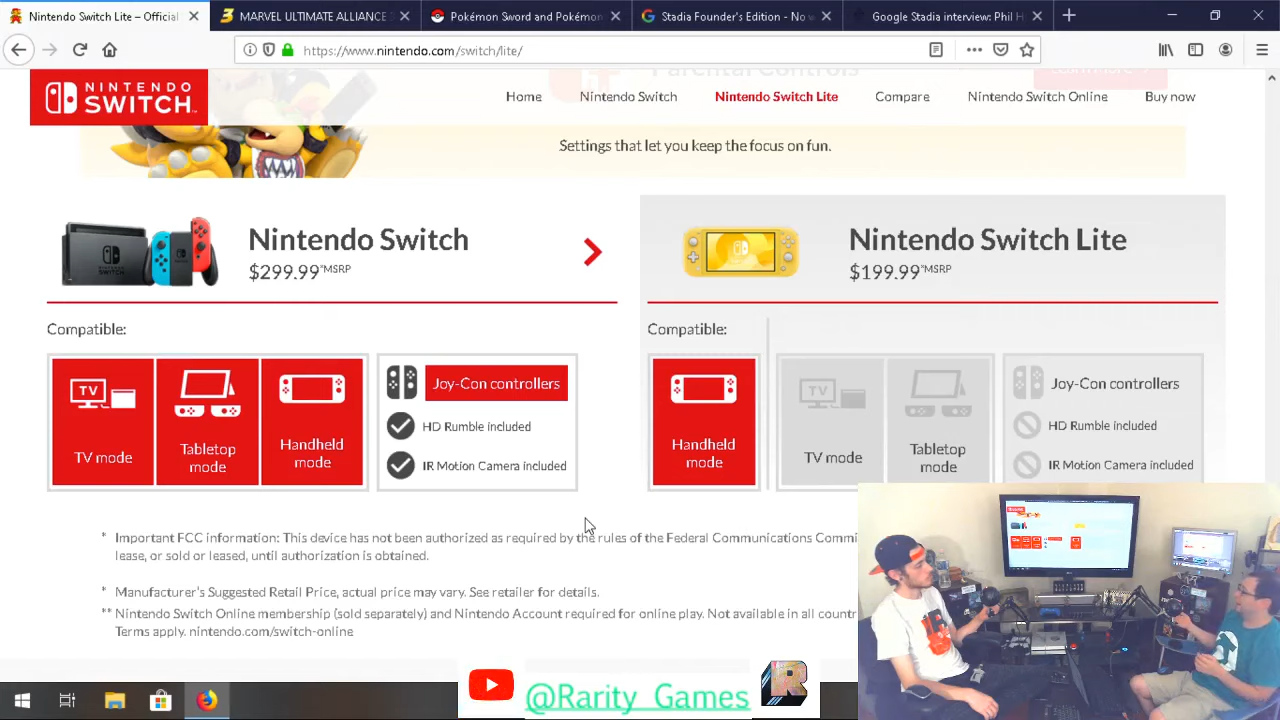 Nintendo Switch Lite – Official
MARVEL ULTIMATE ALLIANCE
Pokémon Sword and Pokémon
Stadia Founder's Edition - No w
Google Stadia interview: Phil H
https://www.nintendo.com/switch/lite/
Parental Controls
NINTENDO
SWITCH
Home
Nintendo Switch
Nintendo Switch Lite
Compare
Nintendo Switch Online
Buy now
Settings that let you keep the focus on fun.
Nintendo Switch
$299.99*MSRP
Compatible:
TV
TV mode
Tabletop
mode
Handheld
mode
Joy-Con controllers
HD Rumble included
IR Motion Camera included
Nintendo Switch Lite
$199.99*MSRP
Compatible:
Handheld
mode
TV
TV mode
Tabletop
mode
Joy-Con controllers
HD Rumble included
IR Motion Camera included
* Important FCC information: This device has not been authorized as required by the rules of the Federal Communications Commi
lease, or sold or leased, until authorization is obtained.
* Manufacturer's Suggested Retail Price, actual price may vary. See retailer for details.
** Nintendo Switch Online membership (sold separately) and Nintendo Account required for online play. Not available in all countr
Terms apply. nintendo.com/switch-online
@Rarity_Games